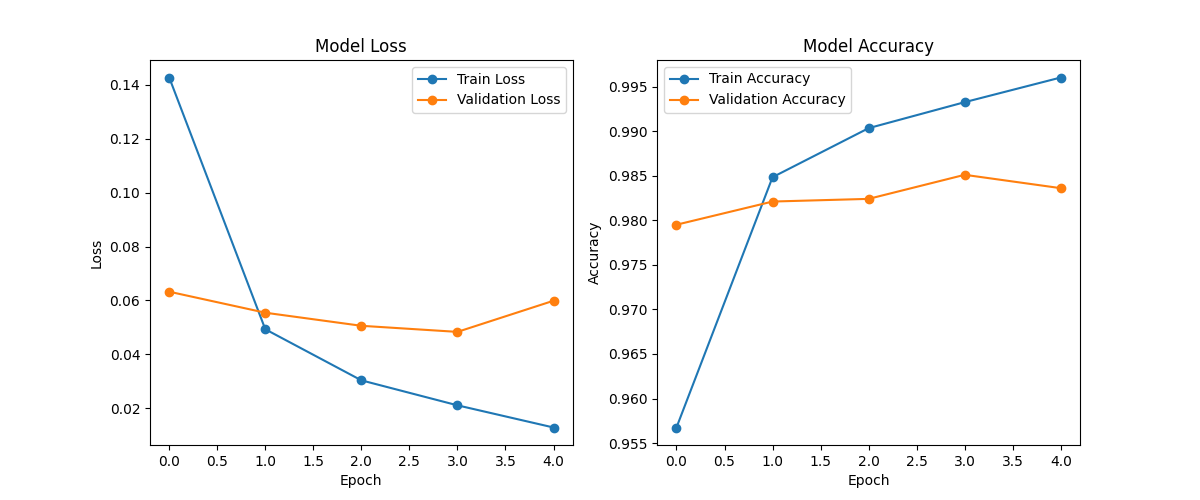 Model Loss
Train Loss
Validation Loss
0.14
0.12
0.10
0.08
0.06
0.04
0.02
Loss
0.0 0.5 1.0 1.5 2.0 2.5 3.0 3.5 4.0
Epoch
Model Accuracy
Train Accuracy
Validation Accuracy
0.995
0.990
0.985
0.980
0.975
0.970
0.965
0.960
0.955
Accuracy
0.0 0.5 1.0 1.5 2.0 2.5 3.0 3.5 4.0
Epoch